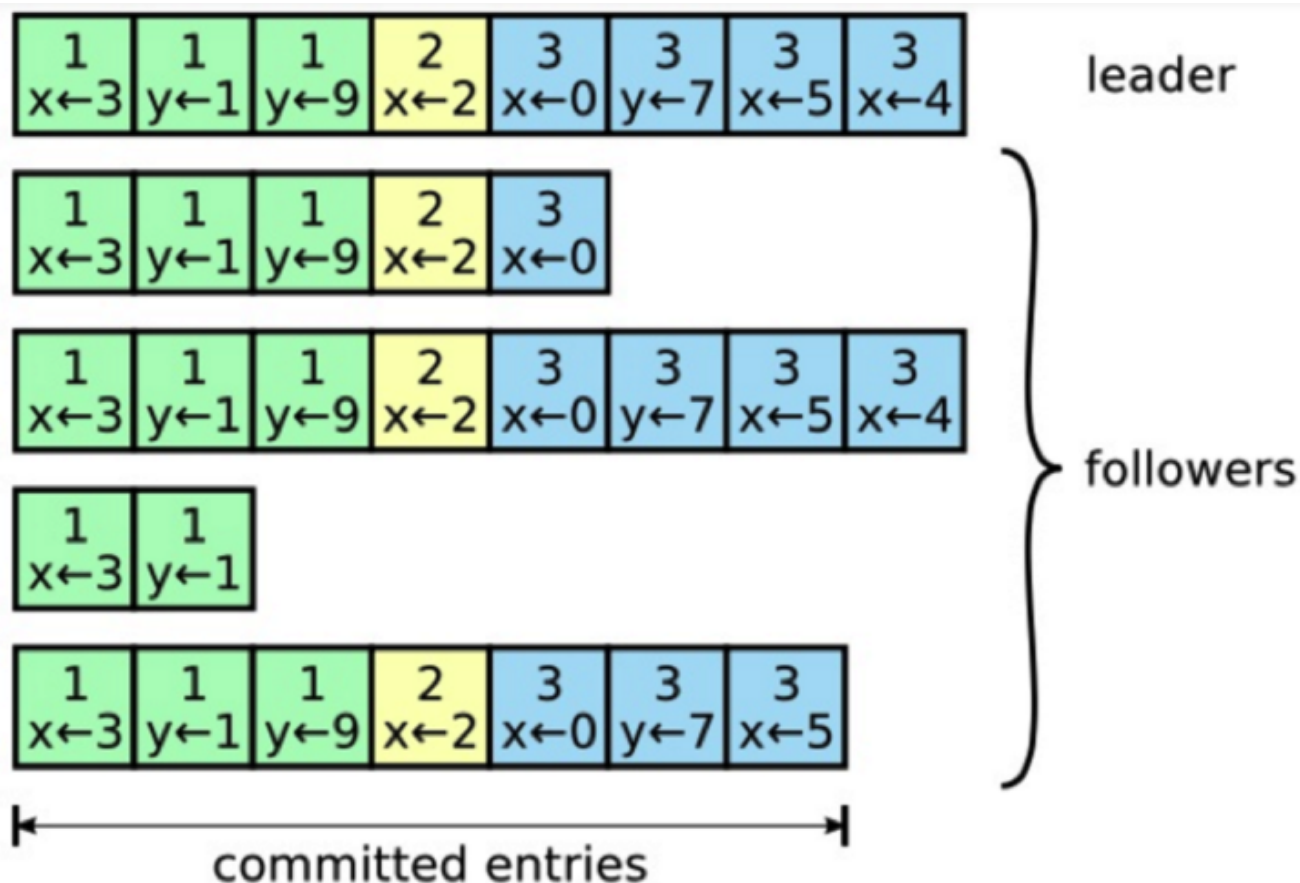 1 1 1 2 3 3 3 3
x←3 y←1 y←9 x←2 x←0 y←7 x←5 x←4
leader
1 1 1 2 3
x←3 y←1 y←9 x←2 x←0
1 1 1 2 3 3 3 3
x←3 y←1 y←9 x←2 x←0 y←7 x←5 x←4
followers
1 1
x←3 y←1
1 1 1 2 3 3 3
x←3 y←1 y←9 x←2 x←0 y←7 x←5
committed entries